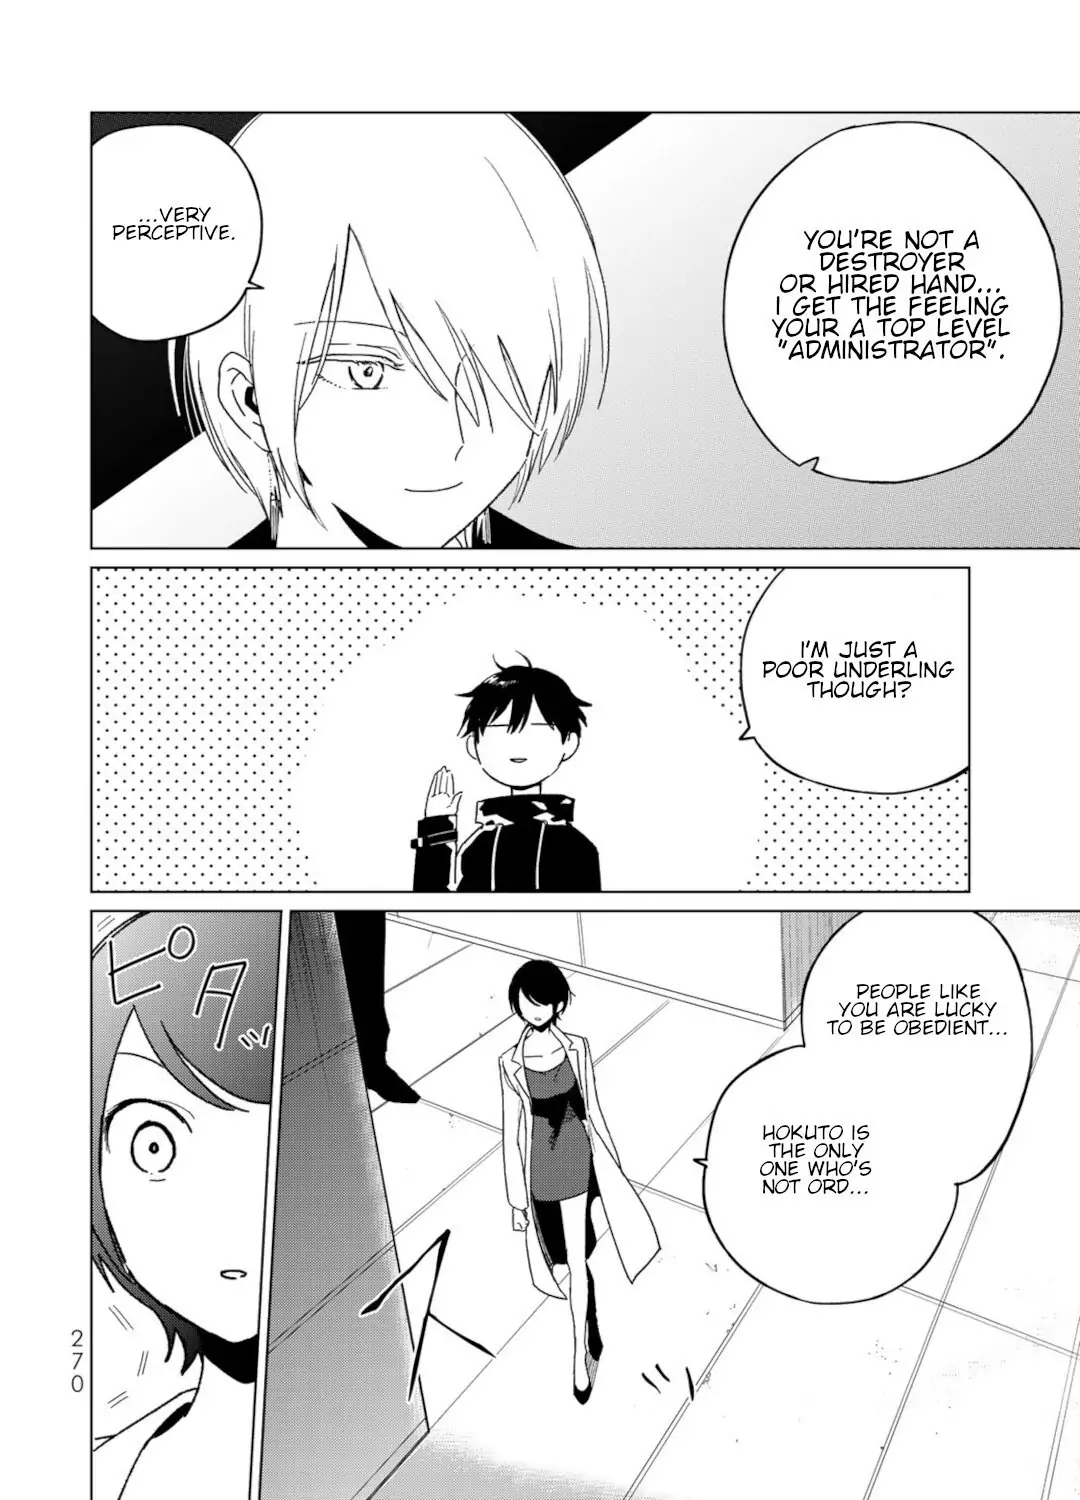 YOU'RE NOT A
DESTROYER
OR HIRED HAND...
I GET THE FEELING
YOUR A TOP LEVEL
"ADMINISTRATOR".
...VERY
PERCEPTIVE.
I'M JUST A
POOR UNDERLING
THOUGH?
PEOPLE LIKE
YOU ARE LUCKY
TO BE OBEDIENT...
HOKUTO IS
THE ONLY
ONE WHO'S
NOT ORD...
ピタッ
270